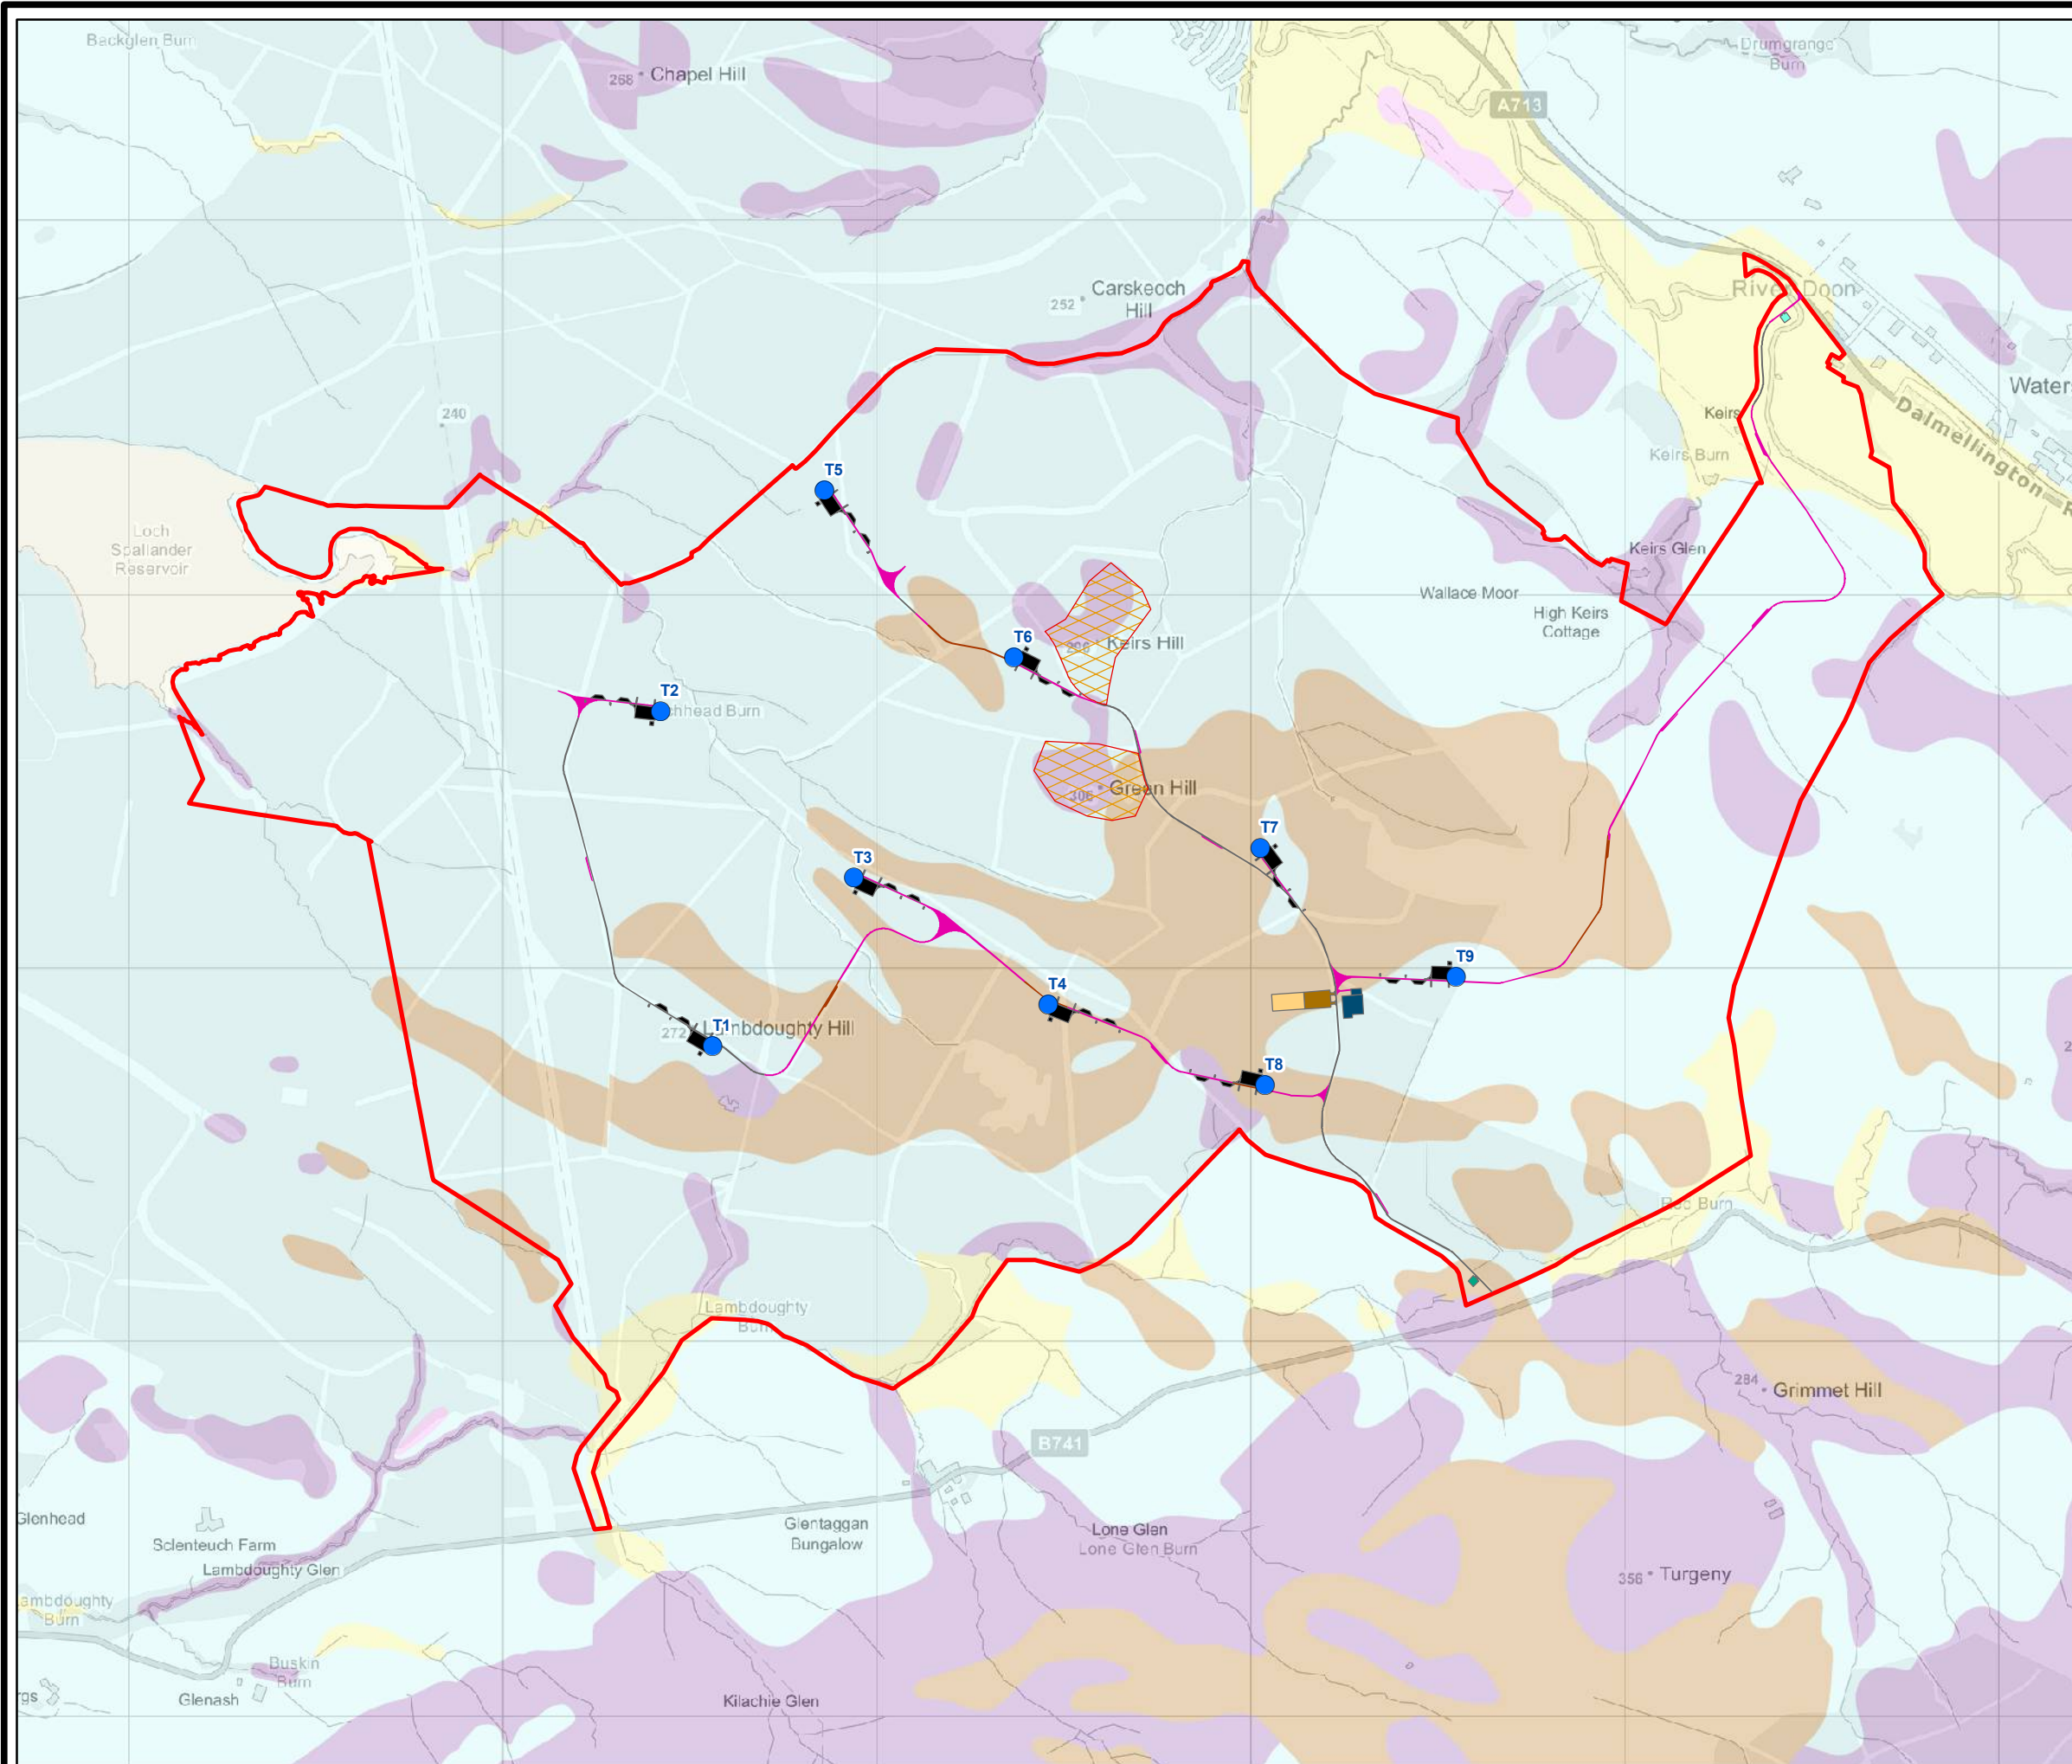 Backglen Burn
268 Chapel Hill
Drumgrange
Burn
A713
Carskeoch
Hill
252
River Doon
Water
240
Keirs
Dalmellington
Keirs Burn
T5
Loch
Spallander
Reservoir
Keirs Glen
Wallace Moor
High Keirs
Cottage
T6
Keirs Hill
T2
chhead Burn
306 Green Hill
T7
T3
T9
T4
272 Lambdoughty Hill
T1
T8
Lambdoughty
Burn
284 Grimmet Hill
B741
Glenhead
Sclenteuch Farm
Lambdoughty Glen
Glentaggan
Bungalow
Lone Glen
Lone Glen Burn
356 Turgeny
ambdoughty
Burn
Buskin
Burn
rgs
Glenash
Kilachie Glen